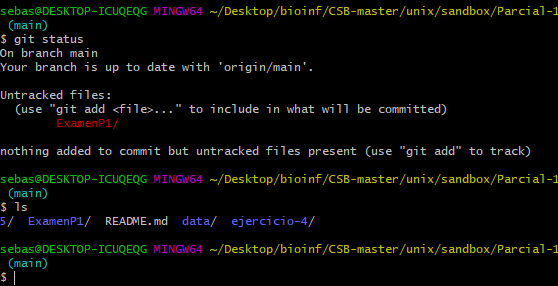 sebas@DESKTOP-ICUQEQG MINGW64 ~/Desktop/bioinf/CSB-master/unix/sandbox/Parcial-1
(main)
$ git status
On branch main
Your branch is up to date with 'origin/main'.
Untracked files:
(use "git add <file>..." to include in what will be committed)
ExamenP1/
nothing added to commit but untracked files present (use "git add" to track)
sebas@DESKTOP-ICUQEQG MINGW64 ~/Desktop/bioinf/CSB-master/unix/sandbox/Parcial-1
(main)
$ ls
5/ ExamenP1/ README.md data/ ejercicio-4/
sebas@DESKTOP-ICUQEQG MINGW64 ~/Desktop/bioinf/CSB-master/unix/sandbox/Parcial-1
(main)
$